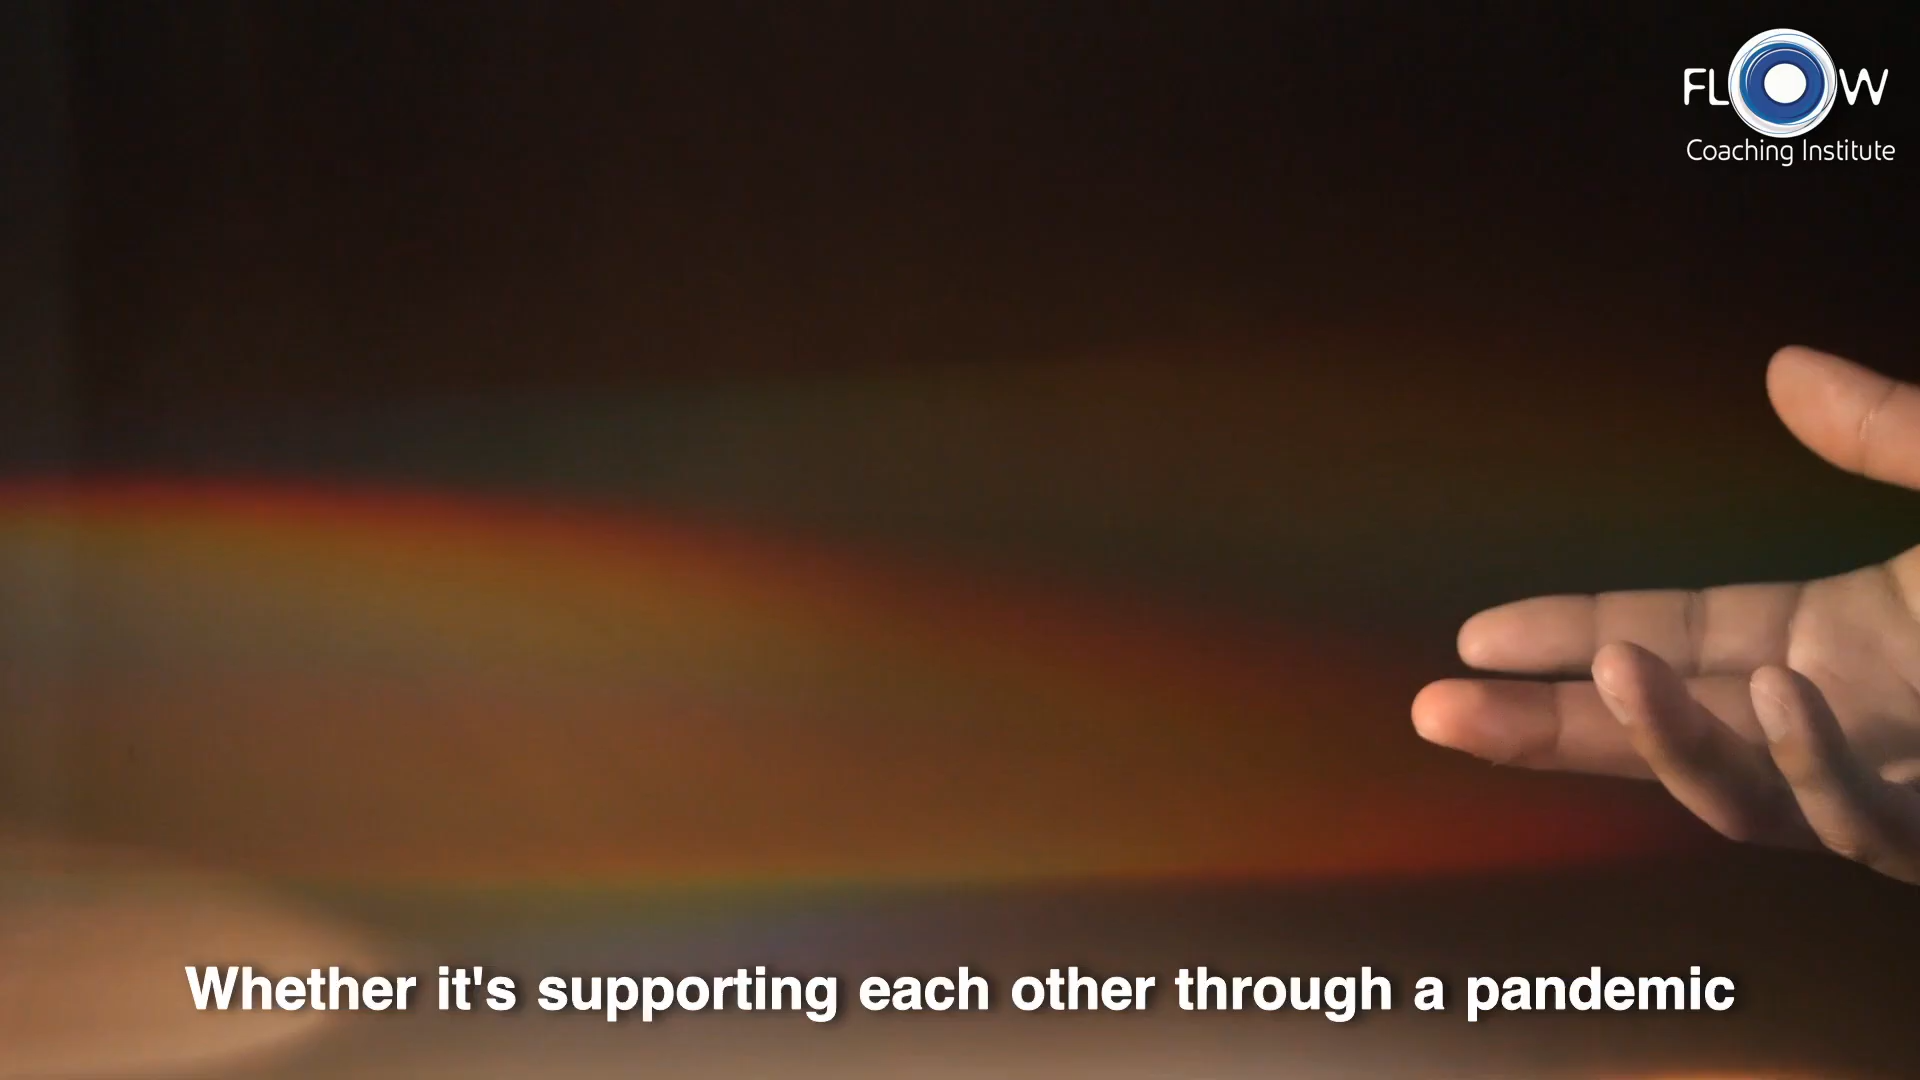 FLOW
Coaching Institute
Whether it's supporting each other through a pandemic